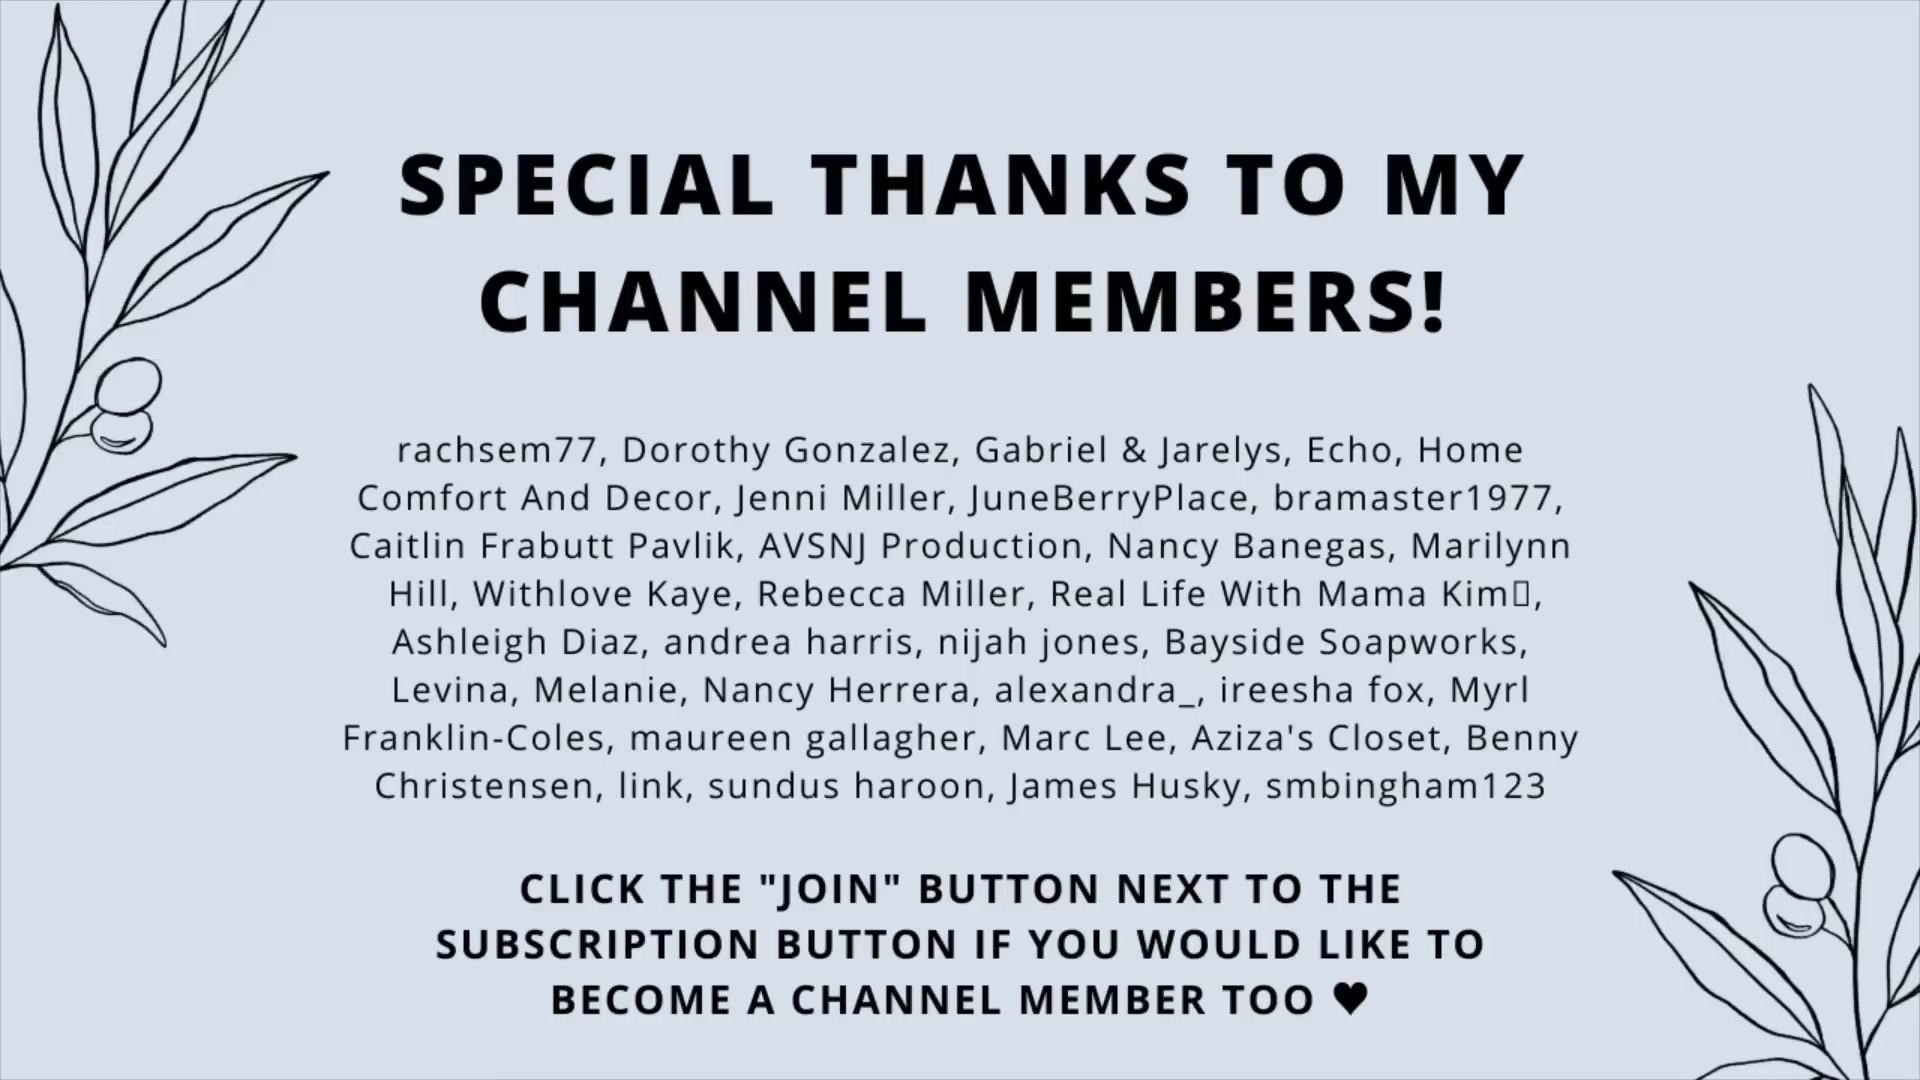 SPECIAL THANKS TO MY
CHANNEL MEMBERS!
rachsem77, Dorothy Gonzalez, Gabriel & Jarelys, Echo, Home
Comfort And Decor, Jenni Miller, JuneBerryPlace, bramaster1977,
Caitlin Frabutt Pavlik, AVSNJ Production, Nancy Banegas, Marilynn
Hill, Withlove Kaye, Rebecca Miller, Real Life With Mama Kim▯,
Ashleigh Diaz, andrea harris, nijah jones, Bayside Soapworks,
Levina, Melanie, Nancy Herrera, alexandra_, ireesha fox, Myrl
Franklin-Coles, maureen gallagher, Marc Lee, Aziza's Closet, Benny
Christensen, link, sundus haroon, James Husky, smbingham123
CLICK THE "JOIN" BUTTON NEXT TO THE
SUBSCRIPTION BUTTON IF YOU WOULD LIKE TO
BECOME A CHANNEL MEMBER TOO ♥